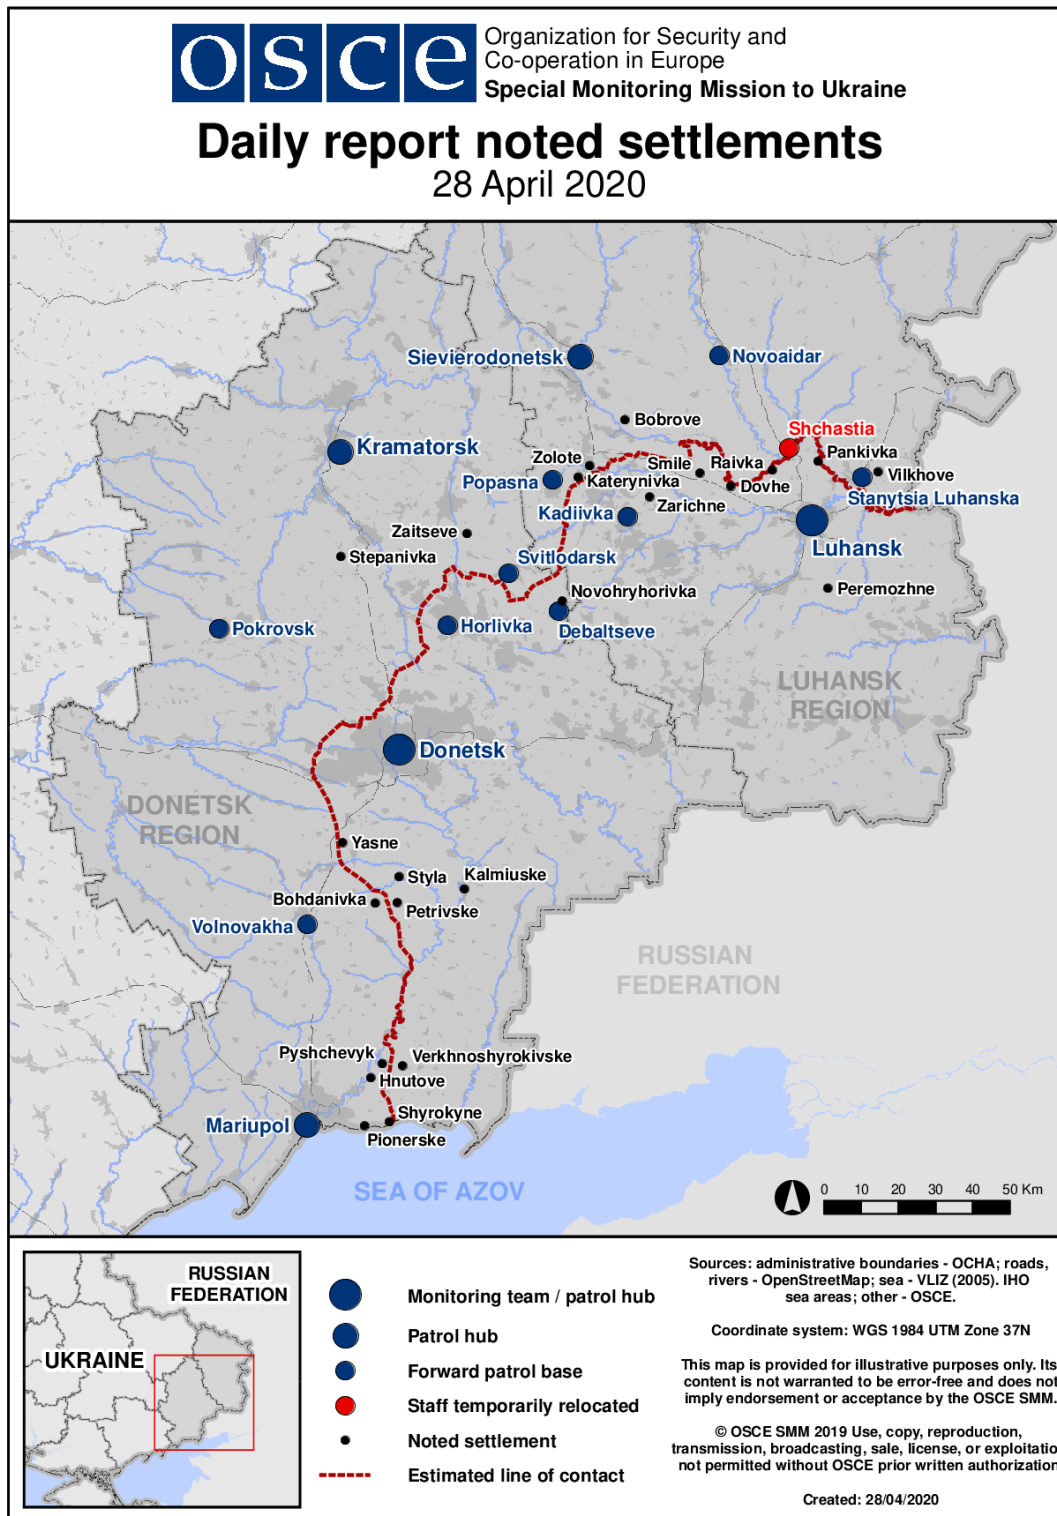 osce
Organization for Security and
Co-operation in Europe
Special Monitoring Mission to Ukraine
Daily report noted settlements
28 April 2020
Sievierodonetsk
Novoaidar
Bobrove
Shchastia
Kramatorsk
Zolote
Smile
Raivka
Pankivka
Popasna
Katerynivka
Dovhe
Vilkhove
Stanytsia Luhanska
Kadiivka
Zarichne
Zaitseve
Luhansk
Stepanivka
Svitlodarsk
Novohryhorivka
Peremozhne
Pokrovsk
Horlivka
Debaltseve
LUHANSK
REGION
Donetsk
DONETSK
REGION
Yasne
Styla
Kalmiuske
Bohdanivka
Petrivske
Volnovakha
RUSSIAN
FEDERATION
Pyshchevyk
Verkhnoshyrokivske
Hnutove
Shyrokyne
Mariupol
Pionerske
SEA OF AZOV
0 10 20 30 40 50 Km
RUSSIAN
FEDERATION
UKRAINE
Monitoring team / patrol hub
Patrol hub
Forward patrol base
Staff temporarily relocated
Noted settlement
Estimated line of contact
Sources: administrative boundaries - OCHA; roads,
rivers - OpenStreetMap; sea - VLIZ (2005). IHO
sea areas; other - OSCE.
Coordinate system: WGS 1984 UTM Zone 37N
This map is provided for illustrative purposes only. Its
content is not warranted to be error-free and does not
imply endorsement or acceptance by the OSCE SMM.
© OSCE SMM 2019 Use, copy, reproduction,
transmission, broadcasting, sale, license, or exploitatio
not permitted without OSCE prior written authorization
Created: 28/04/2020